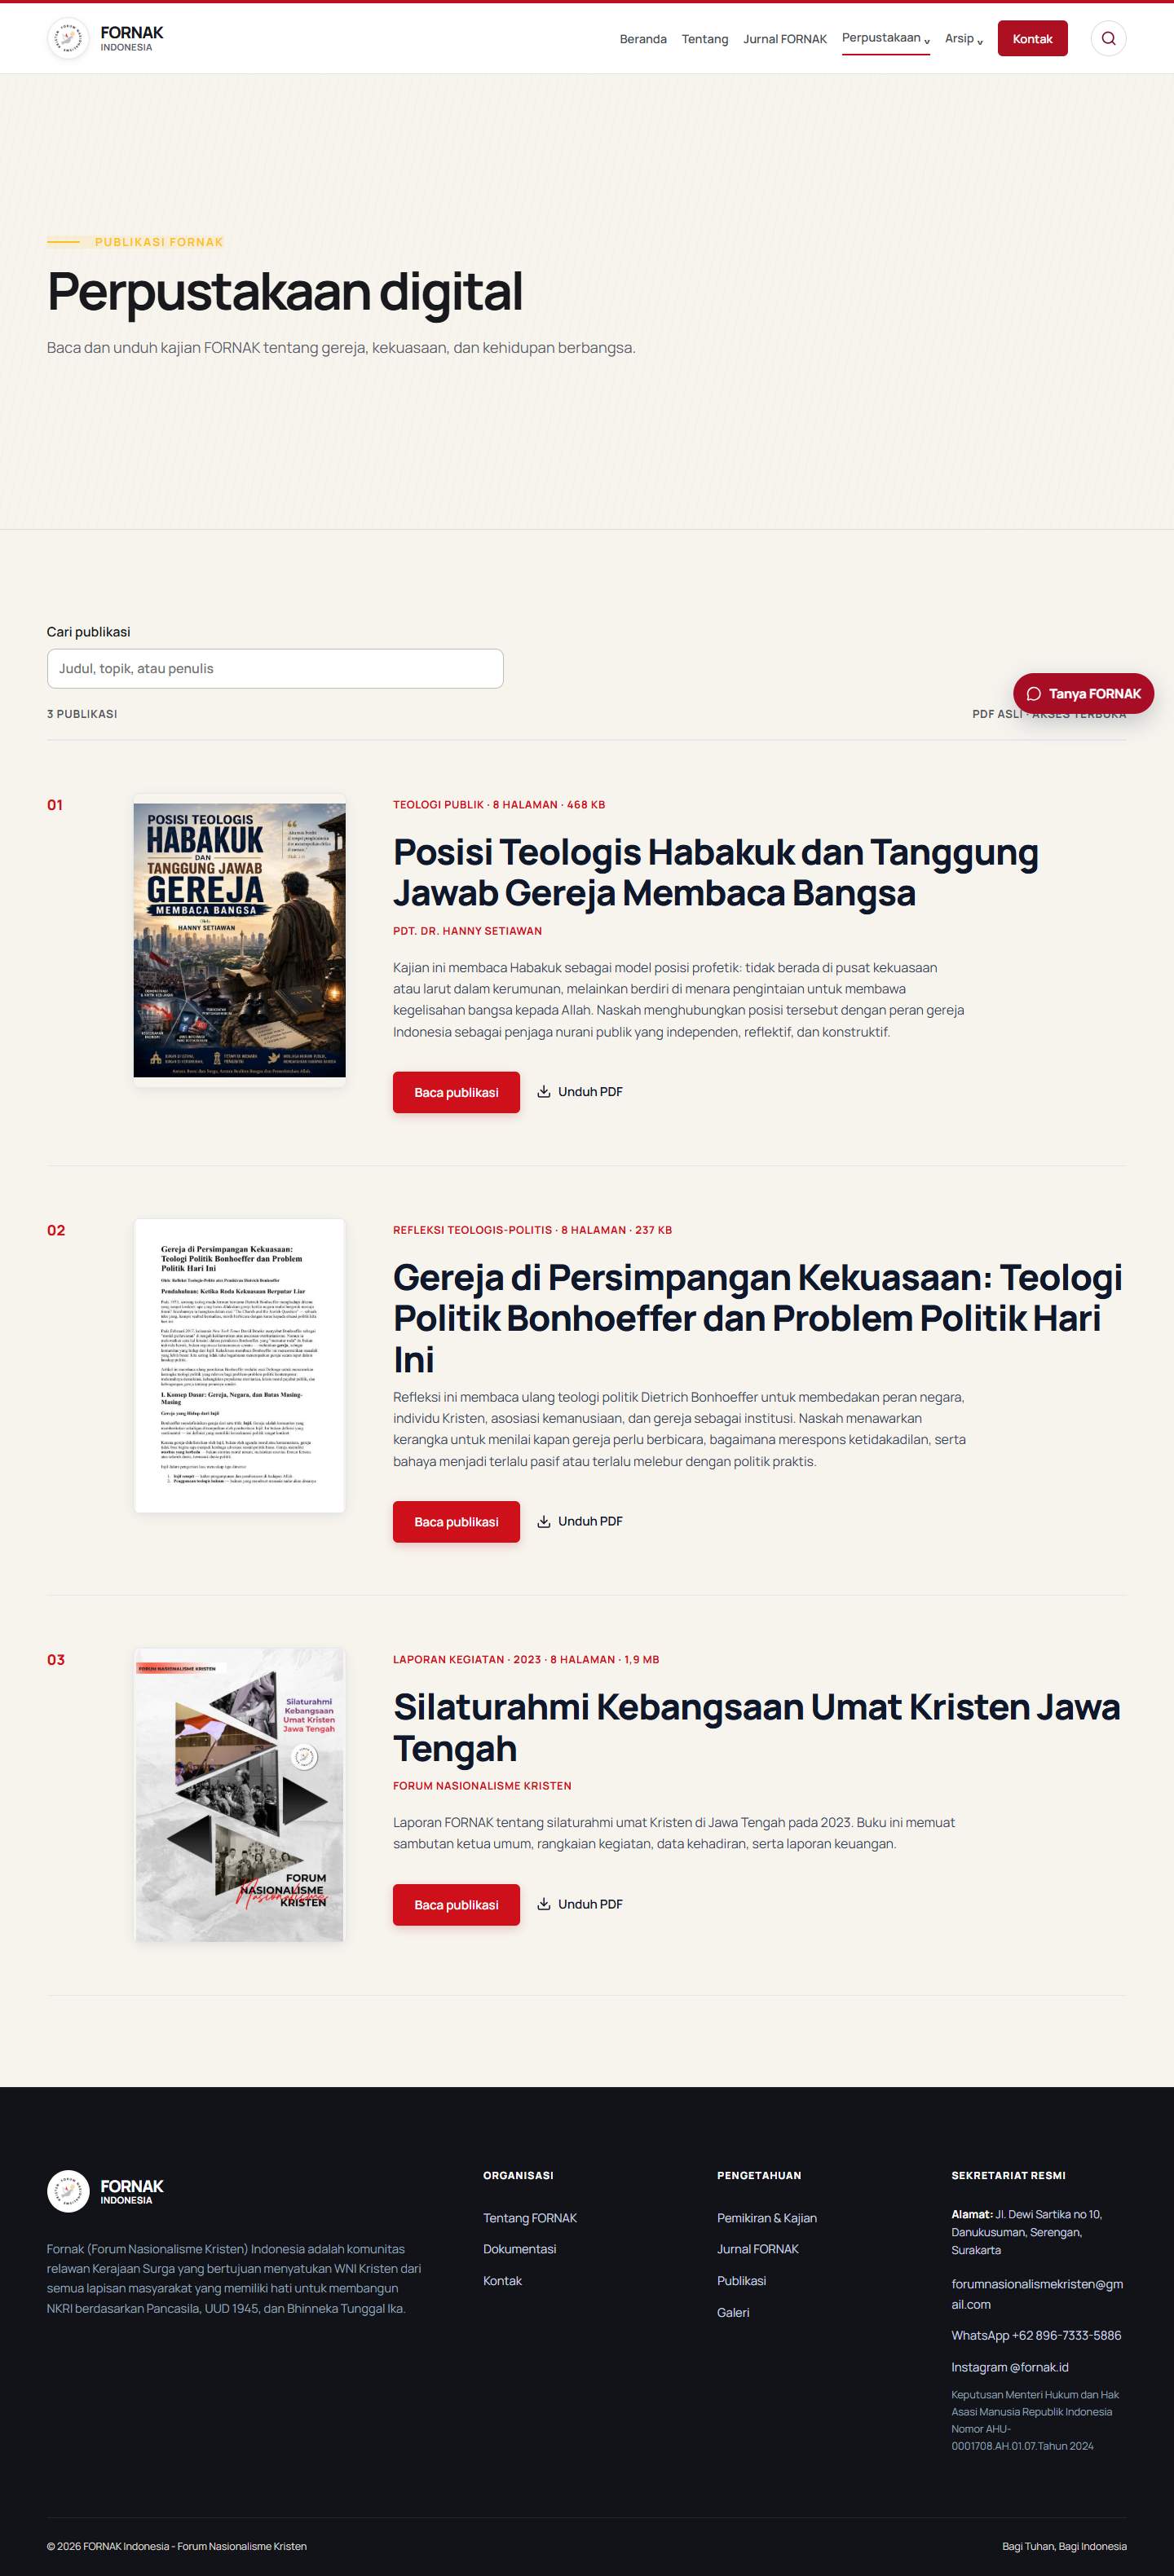 FORNAK
INDONESIA
Beranda
Tentang
Jurnal FORNAK
Perpustakaan
Arsip
Kontak
PUBLIKASI FORNAK
Perpustakaan digital
Baca dan unduh kajian FORNAK tentang gereja, kekuasaan, dan kehidupan berbangsa.
Cari publikasi
Judul, topik, atau penulis
Tanya FORNAK
3 PUBLIKASI
PDF ASLI · AKSES TERBUKA
01
POSISI TEOLOGIS
HABAKUK
DAN
TANGGUNG JAWAB
GEREJA
MEMBACA BANGSA
Oleh:
HANNY SETIAWAN
TEOLOGI PUBLIK · 8 HALAMAN · 468 KB
Posisi Teologis Habakuk dan Tanggung
Jawab Gereja Membaca Bangsa
PDT. DR. HANNY SETIAWAN
Kajian ini membaca Habakuk sebagai model posisi profetik: tidak berada di pusat kekuasaan
atau larut dalam kerumunan, melainkan berdiri di menara pengintaian untuk membawa
kegelisahan bangsa kepada Allah. Naskah menghubungkan posisi tersebut dengan peran gereja
Indonesia sebagai penjaga nurani publik yang independen, reflektif, dan konstruktif.
Baca publikasi
Unduh PDF
02
Gereja di Persimpangan Kekuasaan:
Teologi Politik Bonhoeffer dan Problem
Politik Hari Ini
Pendahuluan: Ketika Roda Kekuasaan Berputar Liar
I. Konsep Dasar: Gereja, Negara, dan Batas Masing-
Masing
REFLEKSI TEOLOGIS-POLITIS · 8 HALAMAN · 237 KB
Gereja di Persimpangan Kekuasaan: Teologi
Politik Bonhoeffer dan Problem Politik Hari
Ini
Refleksi ini membaca ulang teologi politik Dietrich Bonhoeffer untuk membedakan peran negara,
individu Kristen, asosiasi kemanusiaan, dan gereja sebagai institusi. Naskah menawarkan
kerangka untuk menilai kapan gereja perlu berbicara, bagaimana merespons ketidakadilan, serta
bahaya menjadi terlalu pasif atau terlalu melebur dengan politik praktis.
Baca publikasi
Unduh PDF
03
FORUM NASIONALISME KRISTEN
Silaturahmi
Kebangsaan
Umat Kristen
Jawa Tengah
FORUM
NASIONALISME
KRISTEN
LAPORAN KEGIATAN · 2023 · 8 HALAMAN · 1,9 MB
Silaturahmi Kebangsaan Umat Kristen Jawa
Tengah
FORUM NASIONALISME KRISTEN
Laporan FORNAK tentang silaturahmi umat Kristen di Jawa Tengah pada 2023. Buku ini memuat
sambutan ketua umum, rangkaian kegiatan, data kehadiran, serta laporan keuangan.
Baca publikasi
Unduh PDF
FORNAK
INDONESIA
Fornak (Forum Nasionalisme Kristen) Indonesia adalah komunitas
relawan Kerajaan Surga yang bertujuan menyatukan WNI Kristen dari
semua lapisan masyarakat yang memiliki hati untuk membangun
NKRI berdasarkan Pancasila, UUD 1945, dan Bhinneka Tunggal Ika.
ORGANISASI
Tentang FORNAK
Dokumentasi
Kontak
PENGETAHUAN
Pemikiran & Kajian
Jurnal FORNAK
Publikasi
Galeri
SEKRETARIAT RESMI
Alamat: Jl. Dewi Sartika no 10,
Danukusuman, Serengan,
Surakarta
forumnasionalismekristen@gm
ail.com
WhatsApp +62 896-7333-5886
Instagram @fornak.id
Keputusan Menteri Hukum dan Hak
Asasi Manusia Republik Indonesia
Nomor AHU-
0001708.AH.01.07.Tahun 2024
© 2026 FORNAK Indonesia - Forum Nasionalisme Kristen
Bagi Tuhan, Bagi Indonesia